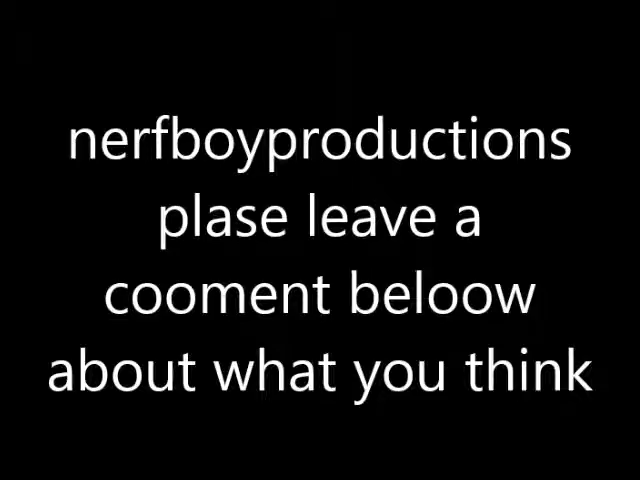 nerfboyproductions
plase leave a
cooment beloow
about what you think